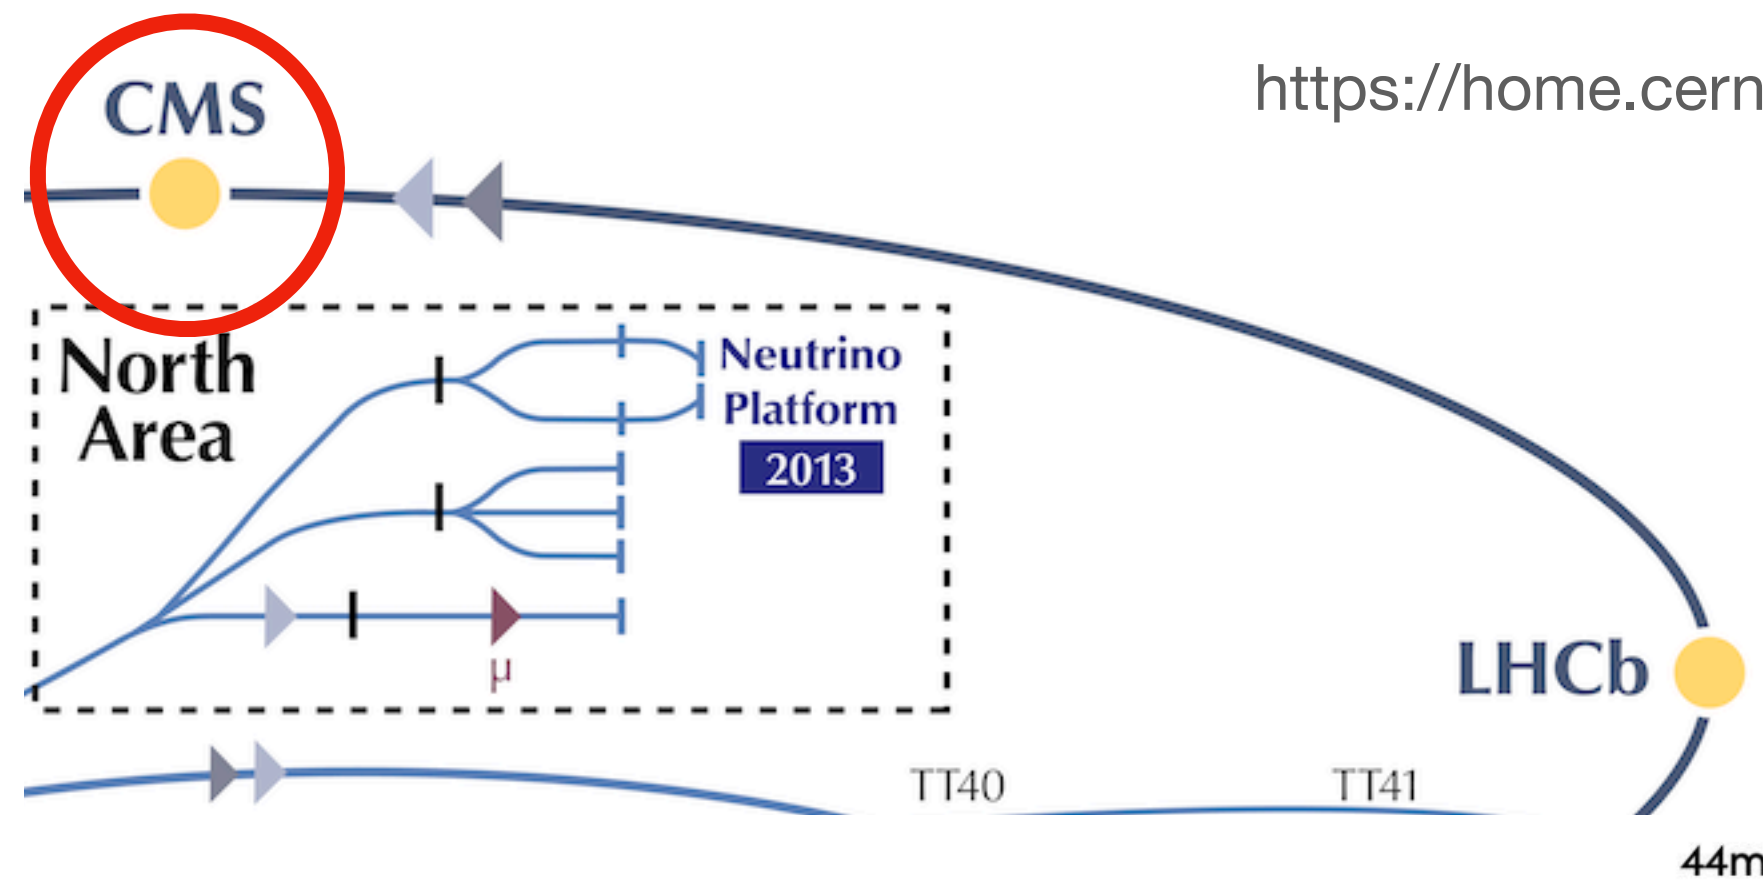 CMS
https://home.cern
North
Area
Neutrino
Platform
2013
μ
LHCb
TT40
TT41
44m